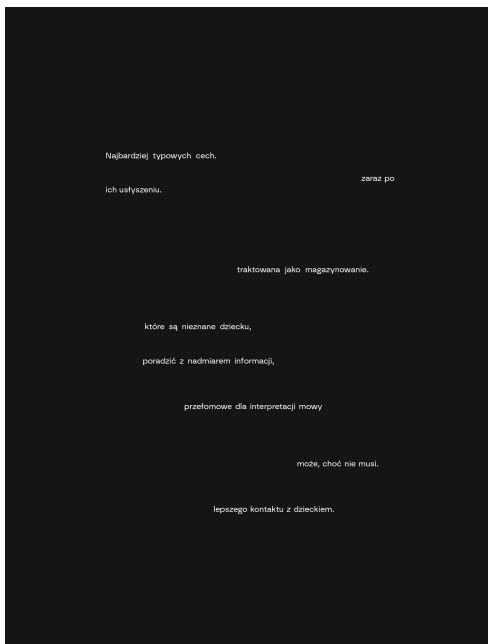 Najbardziej typowych cech.
zaraz po
ich usłyszeniu.
traktowana jako magazynowanie.
które są nieznane dziecku,
poradzić z nadmiarem informacji,
przełomowe dla interpretacji mowy
może, choć nie musi.
lepszego kontaktu z dzieckiem.